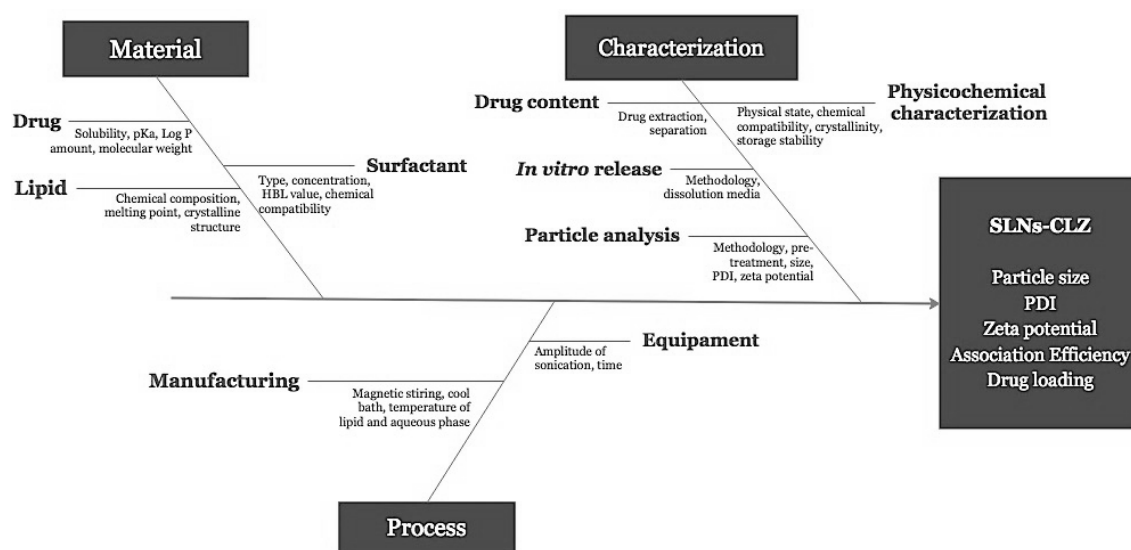 Material
Drug
Solubility, pKa, Log P
amount, molecular weight
Surfactant
Type, concentration,
HBL value, chemical
compatibility
Lipid
Chemical composition,
melting point, crystalline
structure
Characterization
Drug content
Drug extraction,
separation
Physicochemical
characterization
Physical state, chemical
compatibility, crystallinity,
storage stability
In vitro release
Methodology,
dissolution media
Particle analysis
Methodology, pre-
treatment, size,
PDI, zeta potential
SLNs-CLZ
Particle size
PDI
Zeta potential
Association Efficiency
Drug loading
Equipament
Amplitude of
sonication, time
Manufacturing
Magnetic stiring, cool
bath, temperature of
lipid and aqueous phase
Process